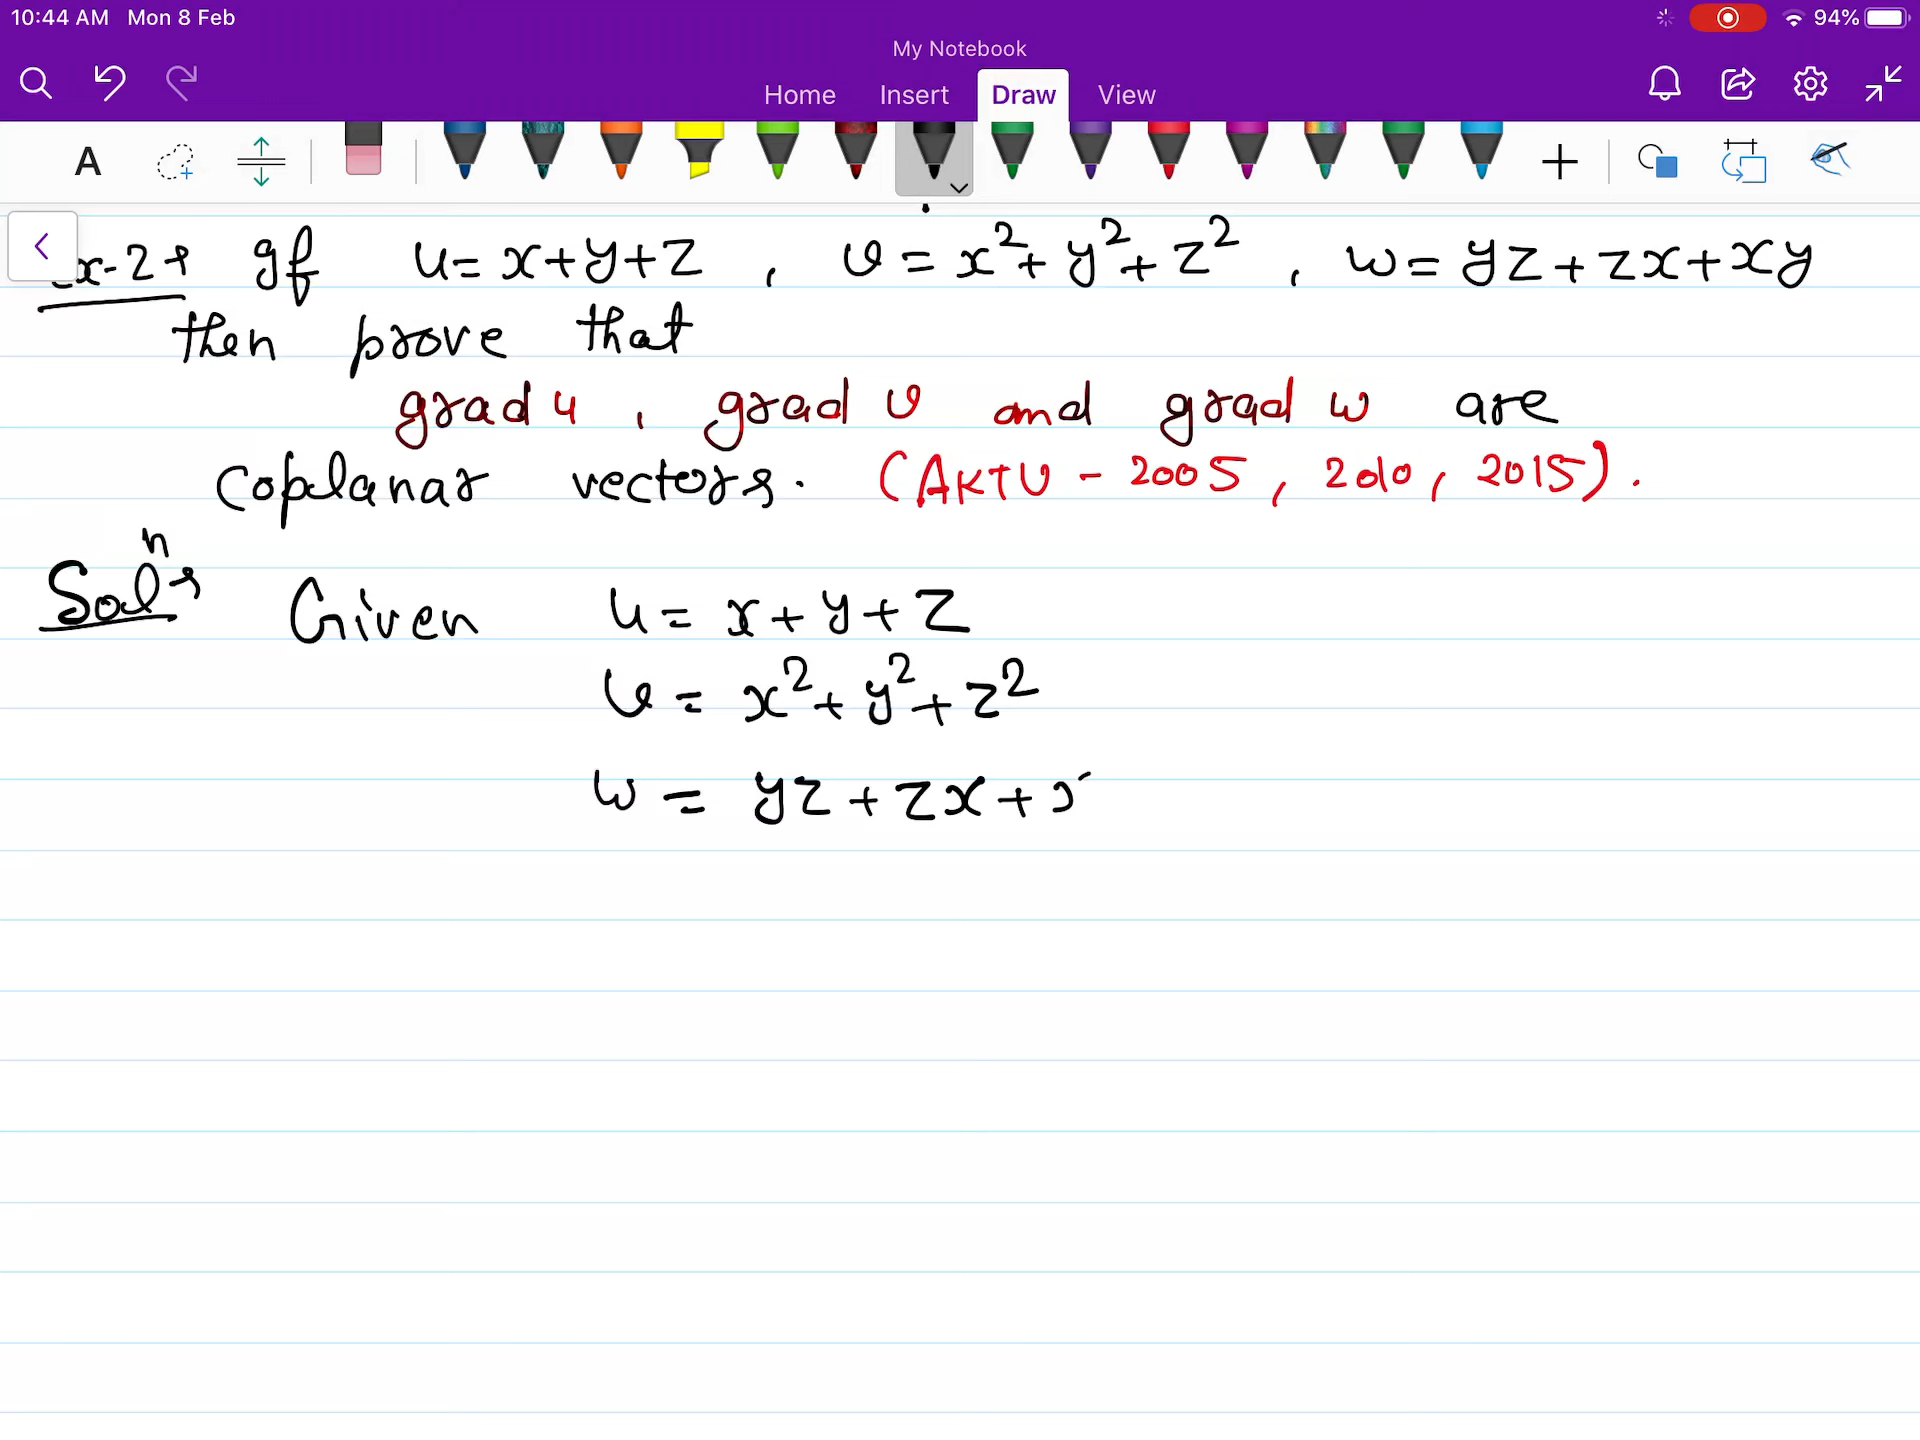 10:44 AM Mon 8 Feb
94%
My Notebook
Home Insert Draw View
A
x-2 If u = x+y+z , v = x²+y²+z² , w = yz+zx+xy
then prove that
grad u , grad v and grad w are
coplanar vectors. (AKTU - 2005, 2010, 2015).
Solⁿ Given u = x+y+z
v = x²+y²+z²
w = yz+zx+x